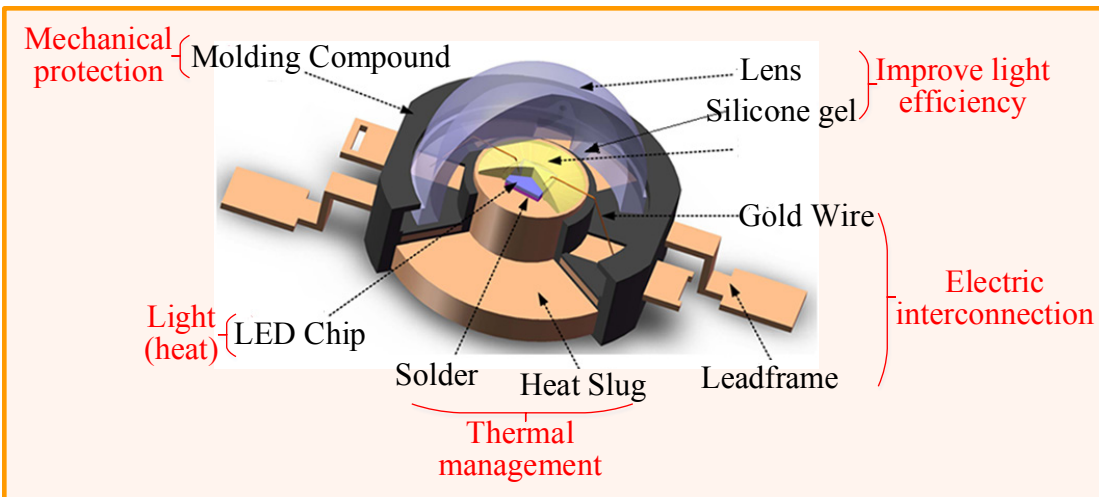 Mechanical
protection
Molding Compound
Lens
Silicone gel
Improve light
efficiency
Gold Wire
Electric
interconnection
Light
(heat)
LED Chip
Solder
Heat Slug
Leadframe
Thermal
management